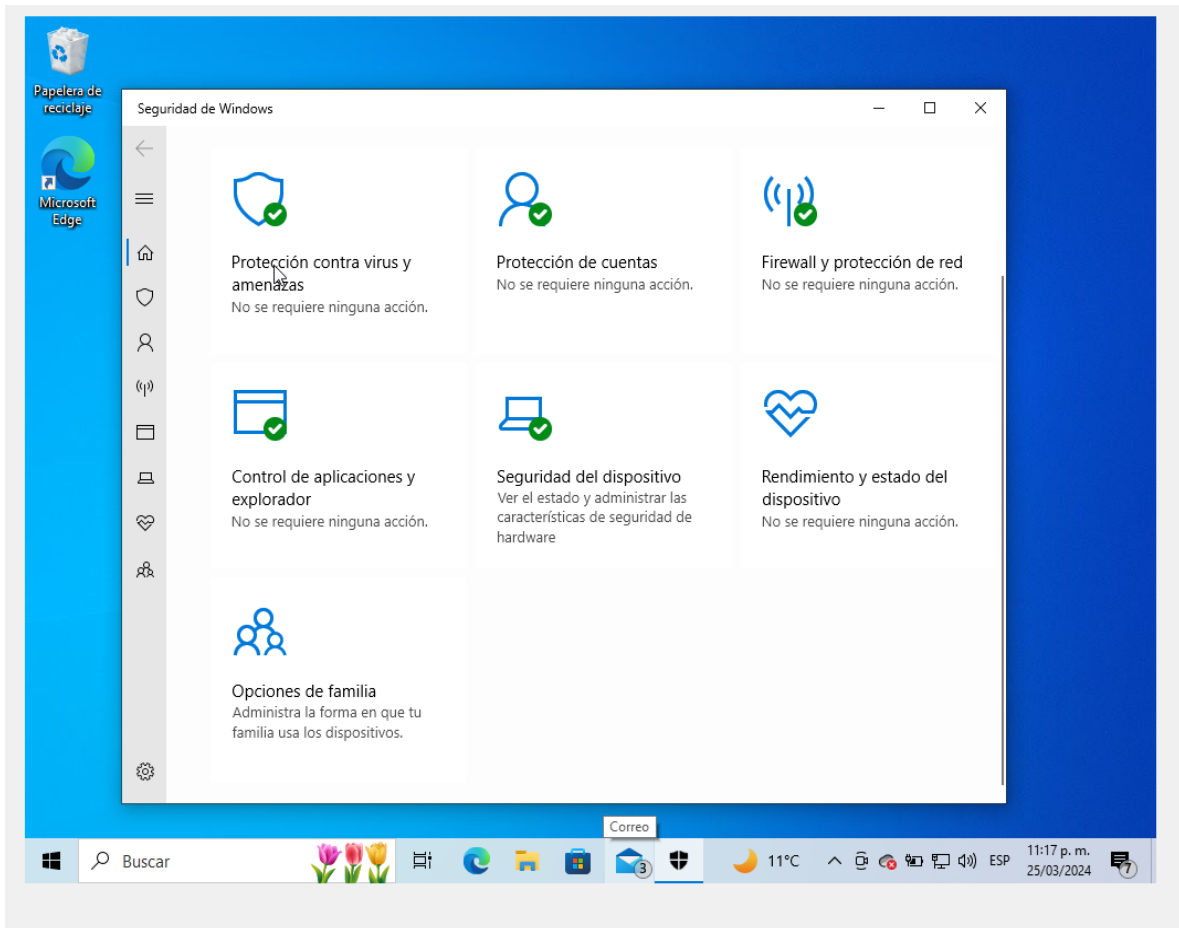 Papelera de
reciclaje
Microsoft
Edge
Seguridad de Windows
Protección contra virus y
amenazas
No se requiere ninguna acción.
Protección de cuentas
No se requiere ninguna acción.
Firewall y protección de red
No se requiere ninguna acción.
Control de aplicaciones y
explorador
No se requiere ninguna acción.
Seguridad del dispositivo
Ver el estado y administrar las
características de seguridad de
hardware
Rendimiento y estado del
dispositivo
No se requiere ninguna acción.
Opciones de familia
Administra la forma en que tu
familia usa los dispositivos.
Correo
Buscar
3
11°C
ESP
11:17 p. m.
25/03/2024
7